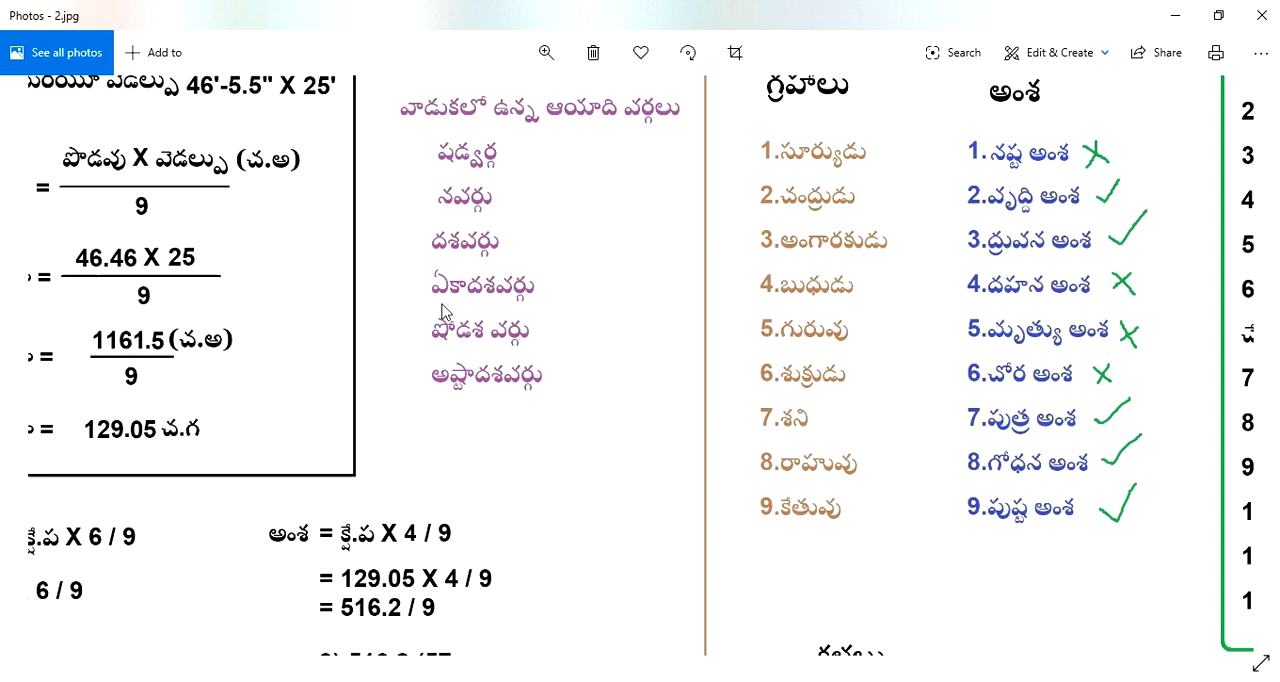 Photos - 2.jpg
See all photos
Add to
Search
Edit & Create
Share
వెడల్పు 46'-5.5" X 25'
= పొడవు X వెడల్పు (చ.అ)
9
= 46.46 X 25
9
= 1161.5 (చ.అ)
9
= 129.05 చ.గ
క్షే.ప X 6 / 9
6 / 9
అంశ = క్షే.ప X 4 / 9
= 129.05 X 4 / 9
= 516.2 / 9
వాడుకలో ఉన్న ఆయాది వర్గలు
షడ్వర్గ
నవర్గు
దశవర్గు
ఏకాదశవర్గు
షోడశ వర్గు
అష్టాదశవర్గు
గ్రహాలు
1.సూర్యుడు
2.చంద్రుడు
3.అంగారకుడు
4.బుధుడు
5.గురువు
6.శుక్రుడు
7.శని
8.రాహువు
9.కేతువు
అంశ
1.నష్ట అంశ
2.వృద్ది అంశ
3.ద్రువన అంశ
4.దహన అంశ
5.మృత్యు అంశ
6.చోర అంశ
7.పుత్ర అంశ
8.గోధన అంశ
9.పుష్ట అంశ
2
3
4
5
6
7
8
9
1
1
1